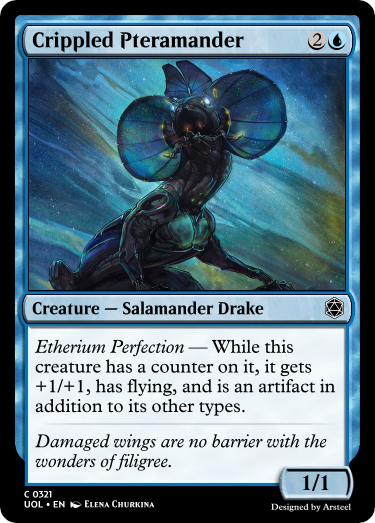 Crippled Pteramander 2
Creature — Salamander Drake
Etherium Perfection — While this
creature has a counter on it, it gets
+1/+1, has flying, and is an artifact in
addition to its other types.
Damaged wings are no barrier with the
wonders of filigree.
1/1
C 0321
UOL • EN Elena Churkina
Designed by Arsteel